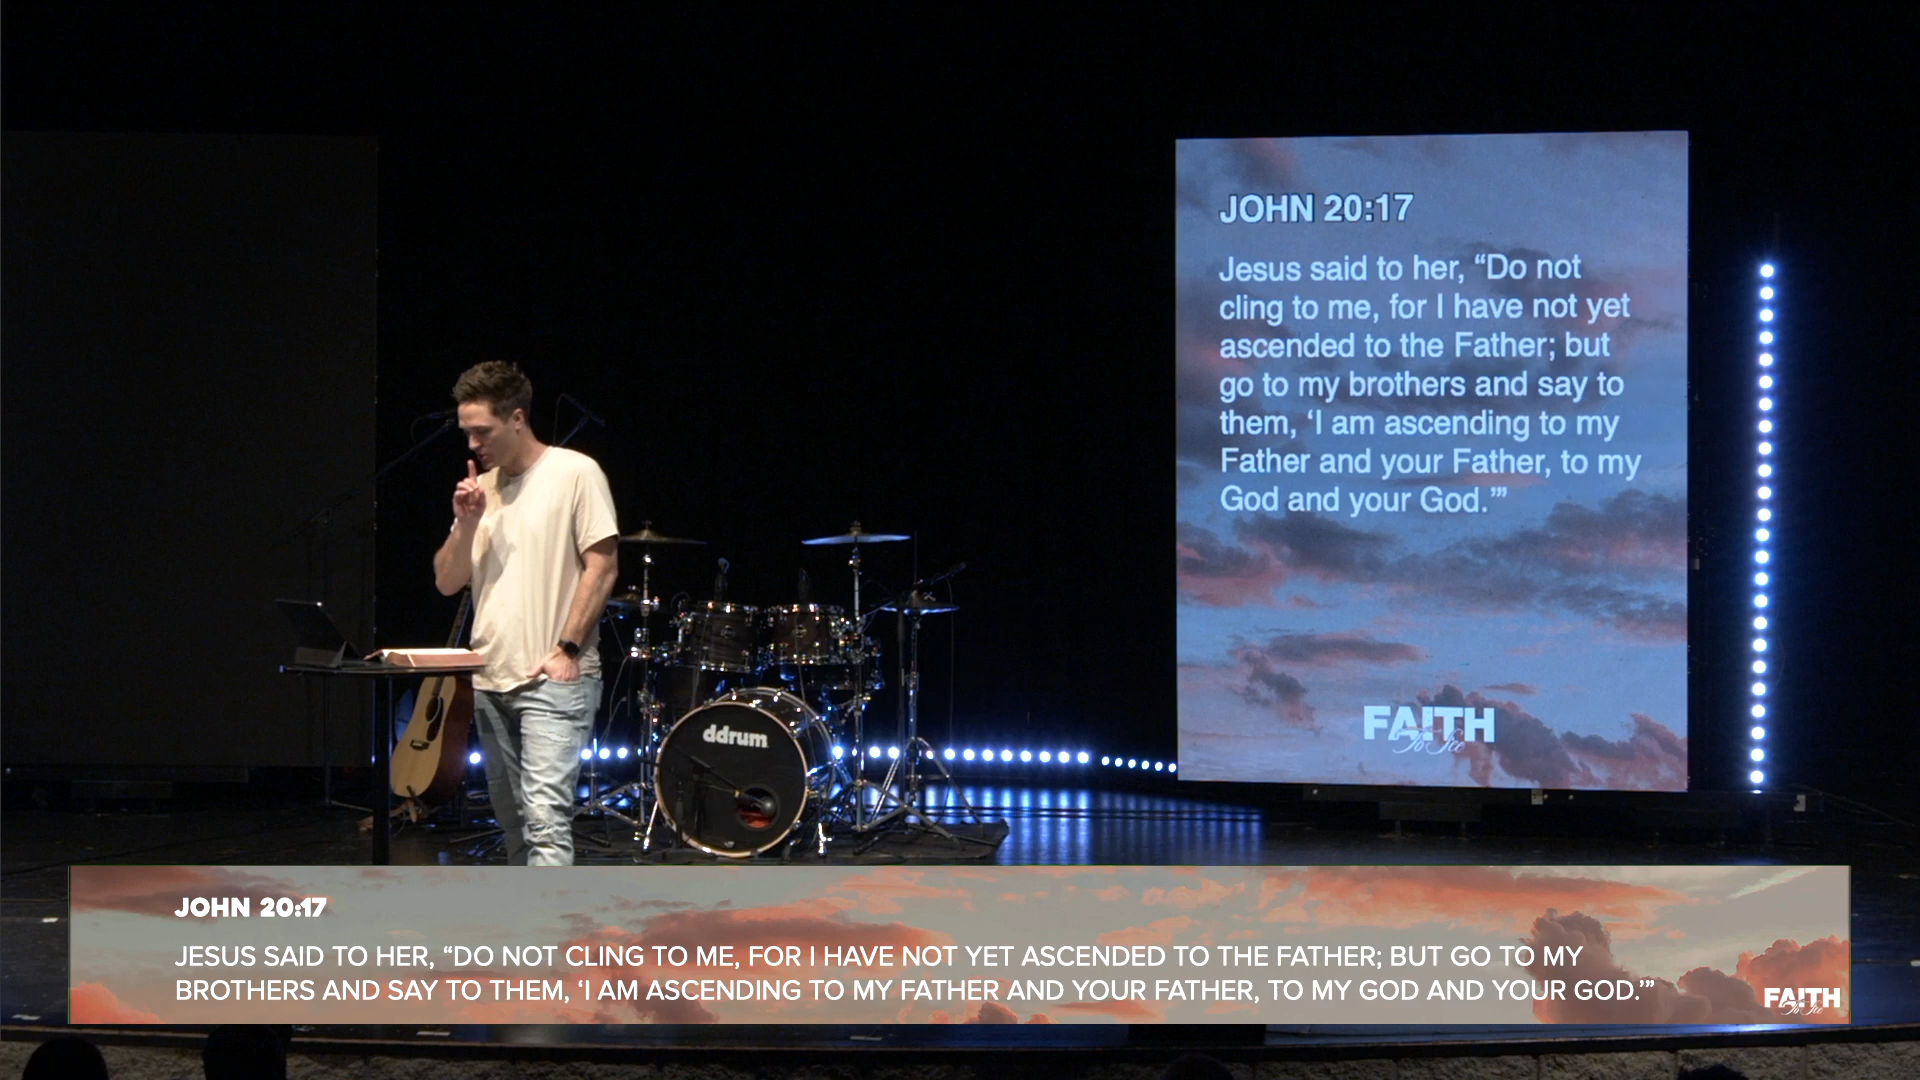 JOHN 20:17
Jesus said to her, “Do not
cling to me, for I have not yet
ascended to the Father; but
go to my brothers and say to
them, ‘I am ascending to my
Father and your Father, to my
God and your God.’”
FAITH
To See
ddrum
JOHN 20:17
JESUS SAID TO HER, “DO NOT CLING TO ME, FOR I HAVE NOT YET ASCENDED TO THE FATHER; BUT GO TO MY
BROTHERS AND SAY TO THEM, ‘I AM ASCENDING TO MY FATHER AND YOUR FATHER, TO MY GOD AND YOUR GOD.’”
FAITH
To See